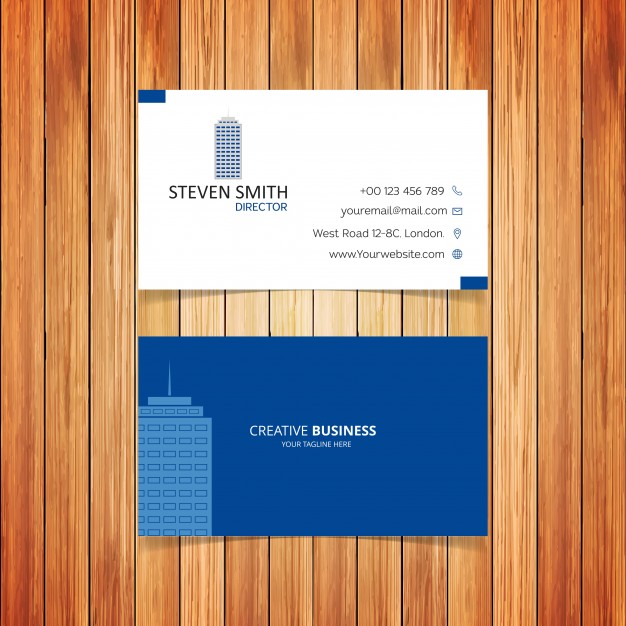 STEVEN SMITH
DIRECTOR
+00 123 456 789
youremail@mail.com
West Road 12-8C, London.
www.Yourwebsite.com
CREATIVE BUSINESS
YOUR TAGLINE HERE